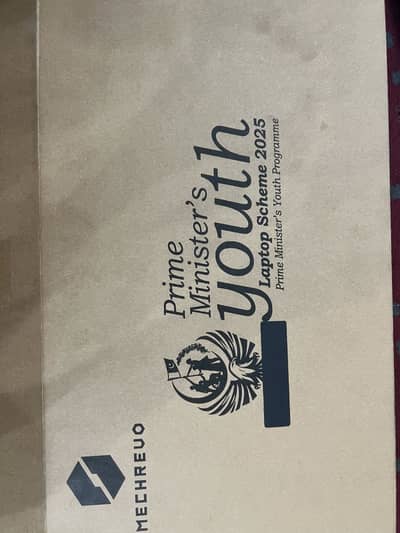 Prime
Minister's
youth
Laptop Scheme 2025
Prime Minister's Youth Programme
MECHREVO